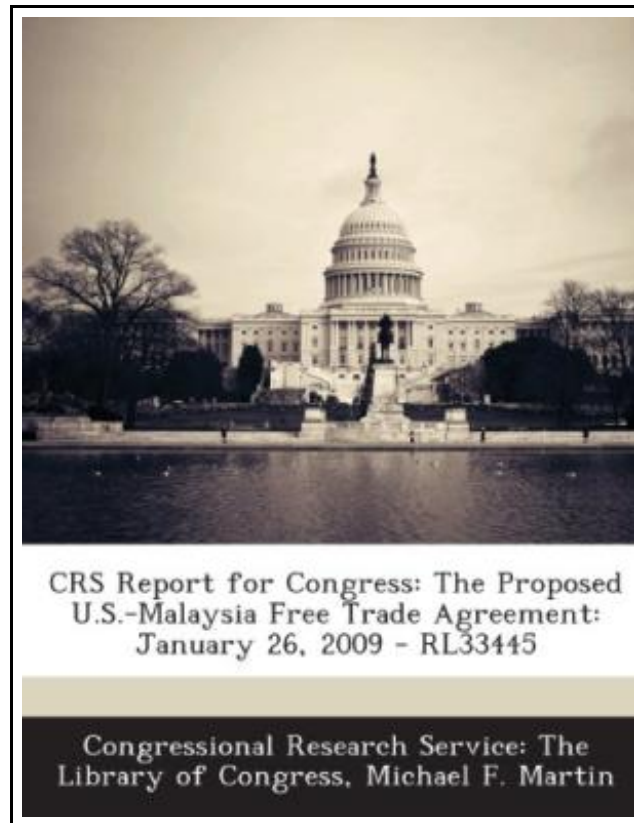 CRS Report for Congress: The Proposed
U.S.-Malaysia Free Trade Agreement:
January 26, 2009 - RL33445
Congressional Research Service: The
Library of Congress, Michael F. Martin